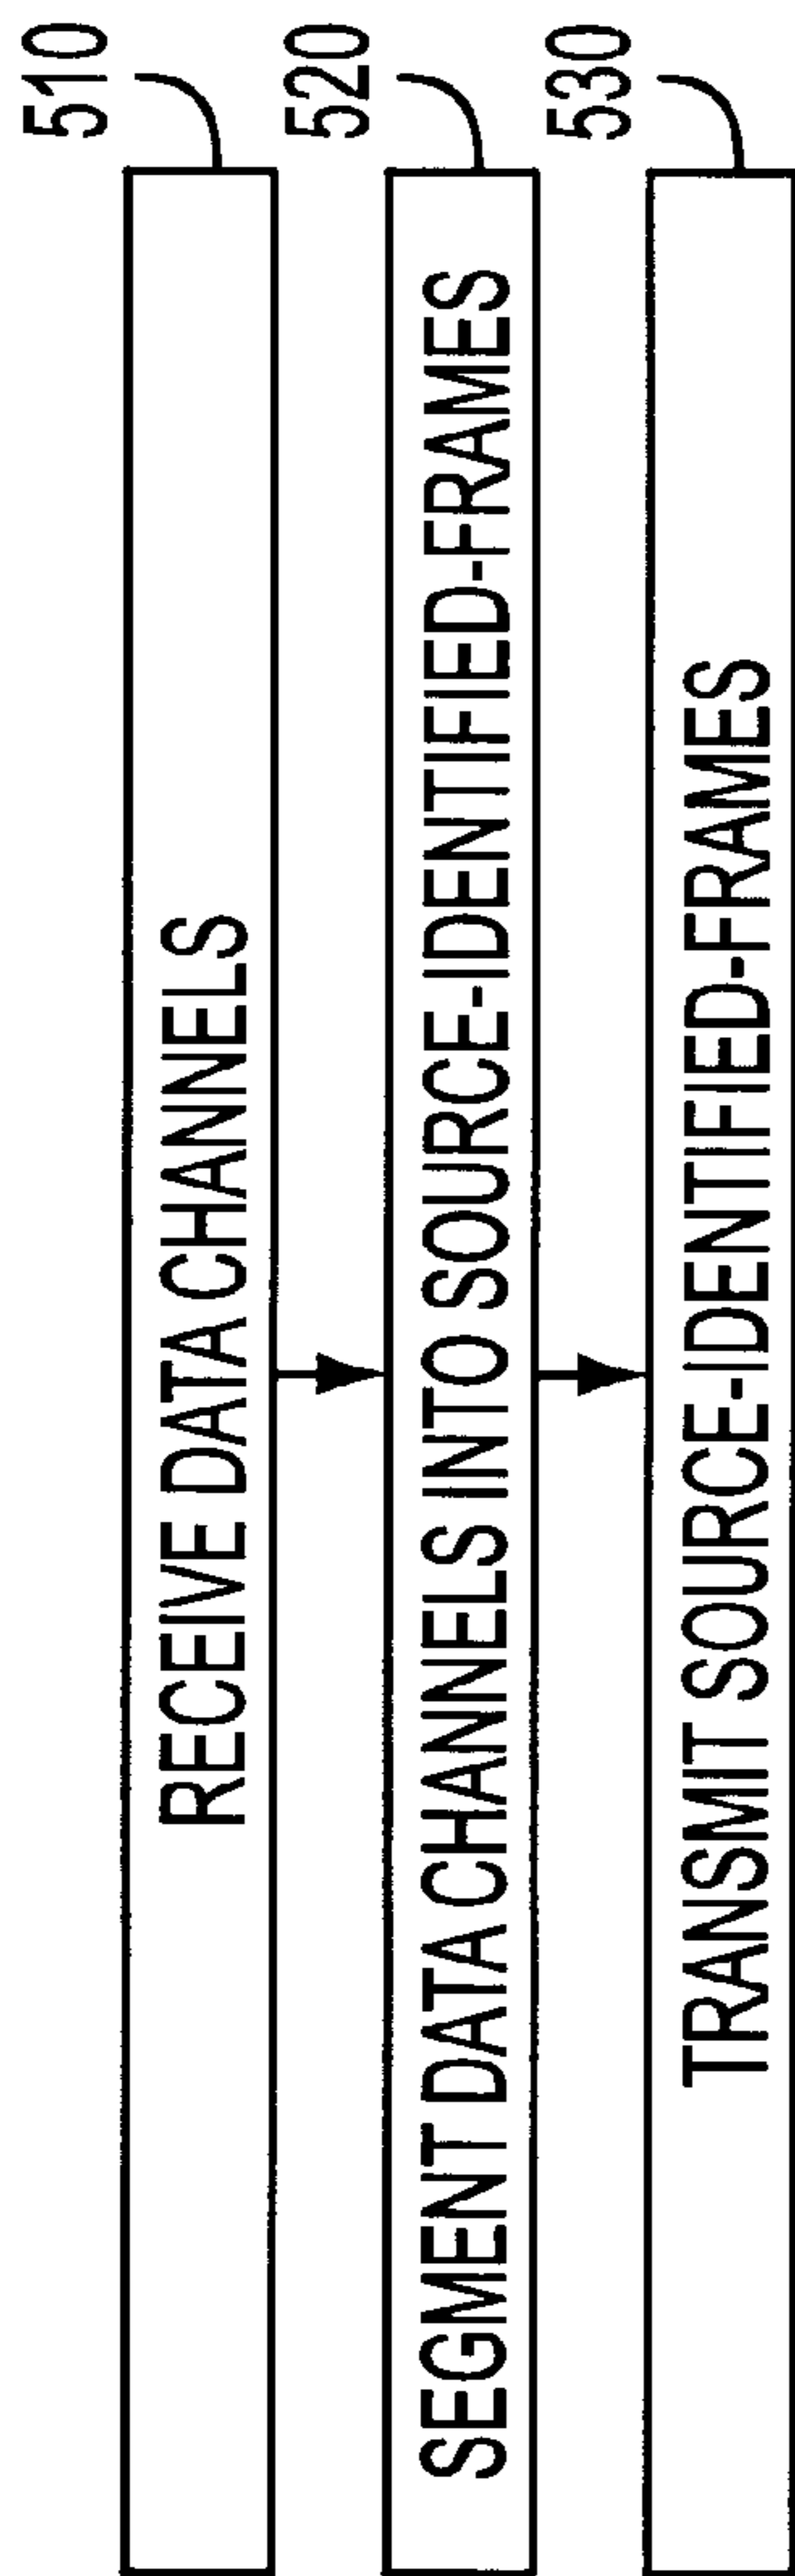 510
RECEIVE DATA CHANNELS
520
SEGMENT DATA CHANNELS INTO SOURCE-IDENTIFIED-FRAMES
530
TRANSMIT SOURCE-IDENTIFIED-FRAMES